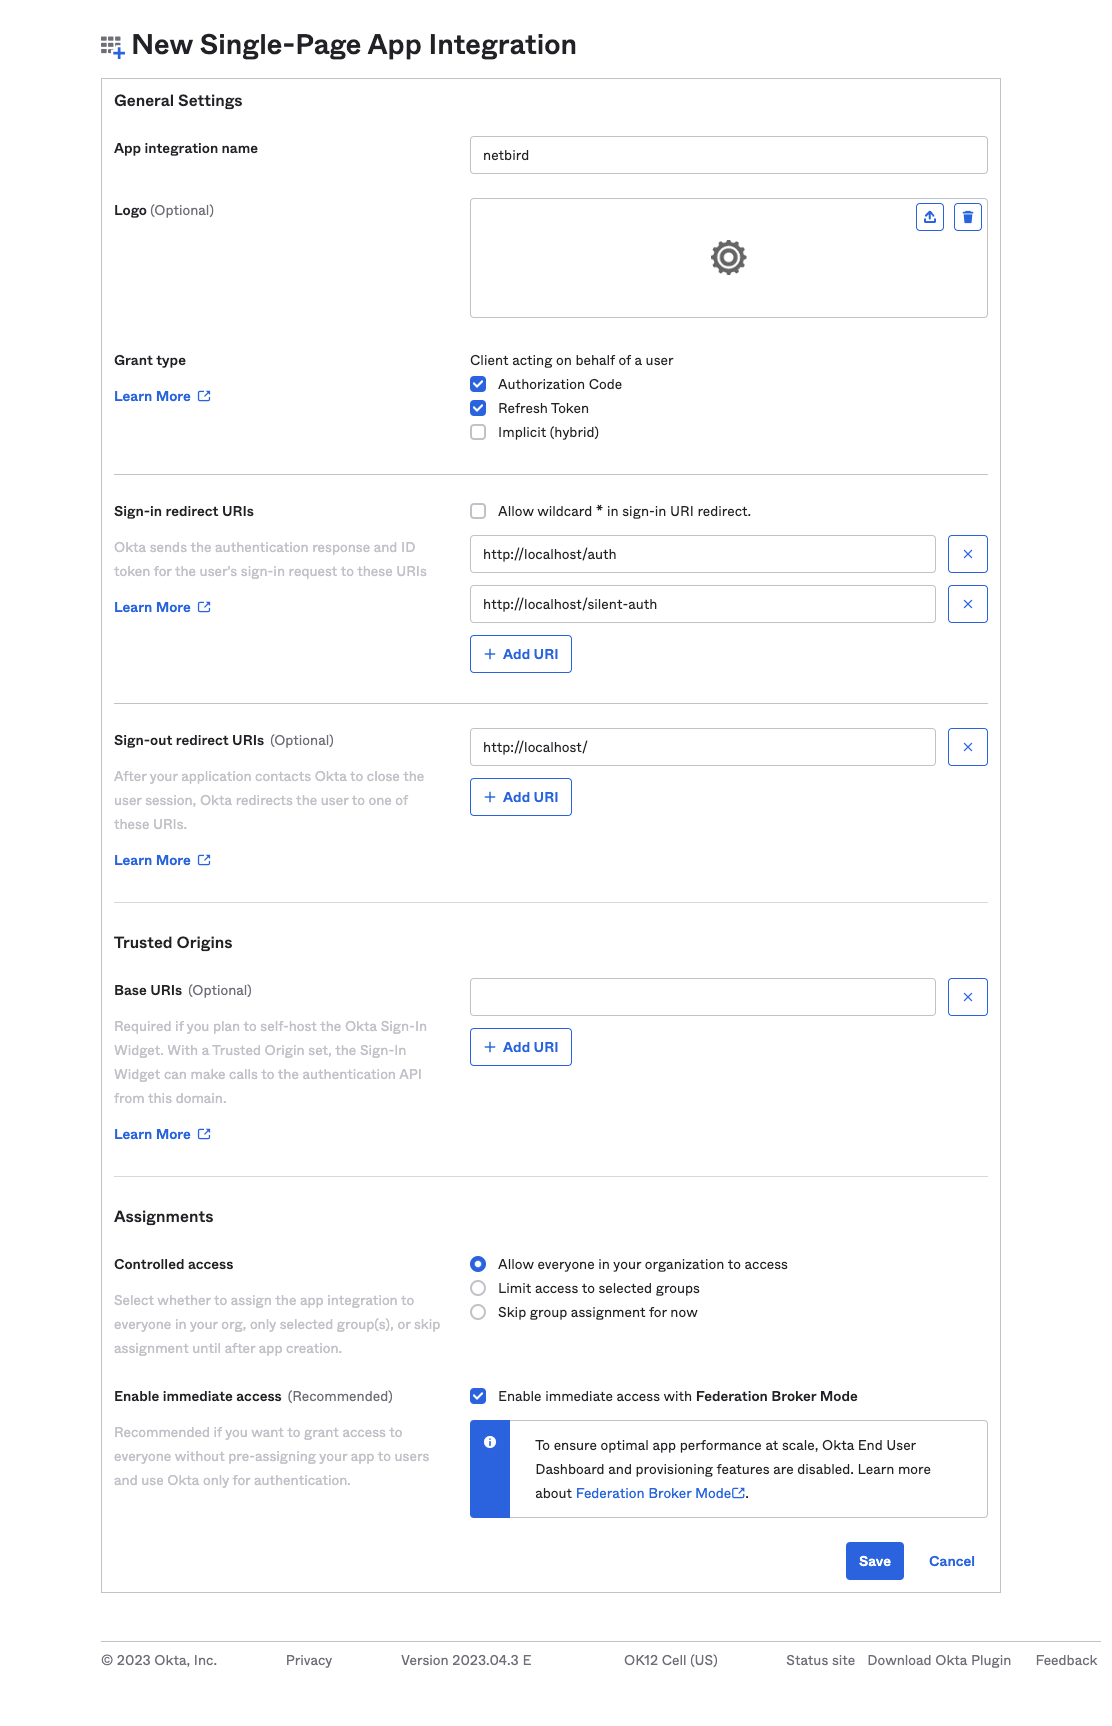 New Single-Page App Integration
General Settings
App integration name
netbird
Logo (Optional)
Grant type
Learn More
Client acting on behalf of a user
Authorization Code
Refresh Token
Implicit (hybrid)
Sign-in redirect URIs
Okta sends the authentication response and ID
token for the user's sign-in request to these URIs
Learn More
Allow wildcard * in sign-in URI redirect.
http://localhost/auth
http://localhost/silent-auth
+ Add URI
Sign-out redirect URIs (Optional)
After your application contacts Okta to close the
user session, Okta redirects the user to one of
these URIs.
Learn More
http://localhost/
+ Add URI
Trusted Origins
Base URIs (Optional)
Required if you plan to self-host the Okta Sign-In
Widget. With a Trusted Origin set, the Sign-In
Widget can make calls to the authentication API
from this domain.
Learn More
+ Add URI
Assignments
Controlled access
Select whether to assign the app integration to
everyone in your org, only selected group(s), or skip
assignment until after app creation.
Allow everyone in your organization to access
Limit access to selected groups
Skip group assignment for now
Enable immediate access (Recommended)
Recommended if you want to grant access to
everyone without pre-assigning your app to users
and use Okta only for authentication.
Enable immediate access with Federation Broker Mode
To ensure optimal app performance at scale, Okta End User
Dashboard and provisioning features are disabled. Learn more
about Federation Broker Mode.
Save
Cancel
© 2023 Okta, Inc. Privacy Version 2023.04.3 E OK12 Cell (US) Status site Download Okta Plugin Feedback